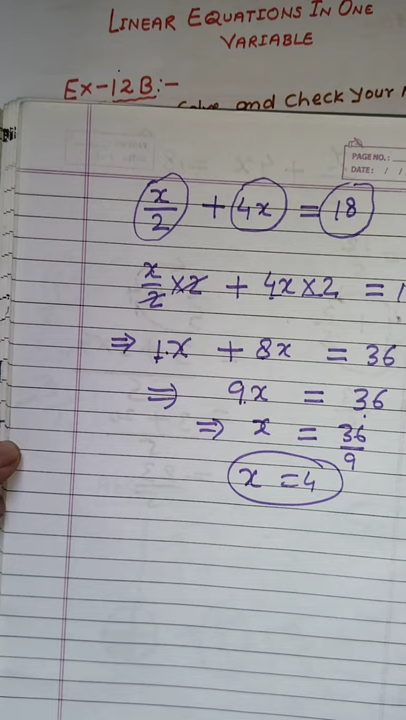 LINEAR EQUATIONS IN ONE
VARIABLE
Ex-12B:-
and Check Your
PAGE NO.:
DATE: / /
x/2 + 4x = 18
x/2 × 2 + 4x × 2 =
⇒ 1x + 8x = 36
⇒ 9x = 36
⇒ x = 36/9
x = 4